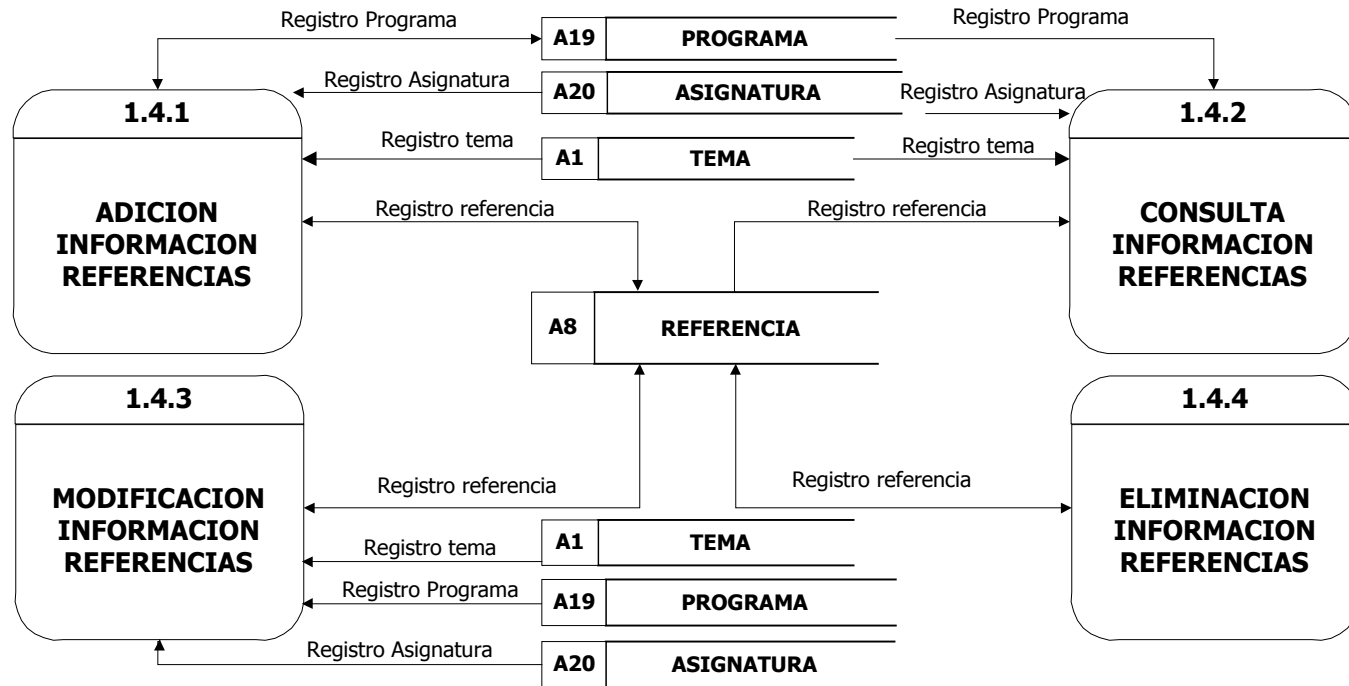 Registro Programa
A19 PROGRAMA
Registro Programa
Registro Asignatura
A20 ASIGNATURA
Registro Asignatura
1.4.1
1.4.2
Registro tema
A1 TEMA
Registro tema
ADICION
INFORMACION
REFERENCIAS
Registro referencia
Registro referencia
CONSULTA
INFORMACION
REFERENCIAS
A8 REFERENCIA
1.4.3
1.4.4
MODIFICACION
INFORMACION
REFERENCIAS
Registro referencia
Registro referencia
ELIMINACION
INFORMACION
REFERENCIAS
Registro tema
A1 TEMA
Registro Programa
A19 PROGRAMA
Registro Asignatura
A20 ASIGNATURA